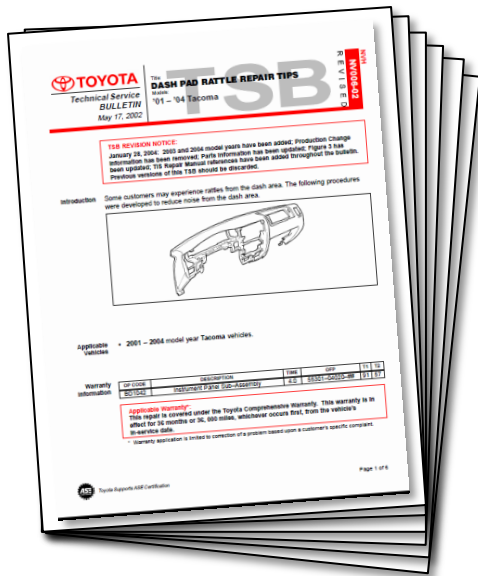 TOYOTA
Technical Service
BULLETIN
May 17, 2002
Title:
DASH PAD RATTLE REPAIR TIPS
Models:
'01 – '04 Tacoma
TSB
REVISED
NV006-02
NVH
TSB REVISION NOTICE:
January 28, 2004: 2003 and 2004 model years have been added; Production Change
Information has been removed; Parts Information has been updated; Figure 3 has
been updated; TIS Repair Manual references have been added throughout the bulletin.
Previous versions of this TSB should be discarded.
Introduction
Some customers may experience rattles from the dash area. The following procedures
were developed to reduce noise from the dash area.
Applicable
Vehicles
• 2001 – 2004 model year Tacoma vehicles.
Warranty
Information
OP CODE DESCRIPTION TIME OFP T1 T2
BD1042 Instrument Panel Sub–Assembly 4.0 91 57
Applicable Warranty*:
This repair is covered under the Toyota Comprehensive Warranty. This warranty is in
effect for 36 months or 36, 000 miles, whichever occurs first, from the vehicle's
in-service date.
* Warranty application is limited to correction of a problem based upon a customer's specific complaint.
Page 1 of 6
ASE
Toyota Supports ASE Certification